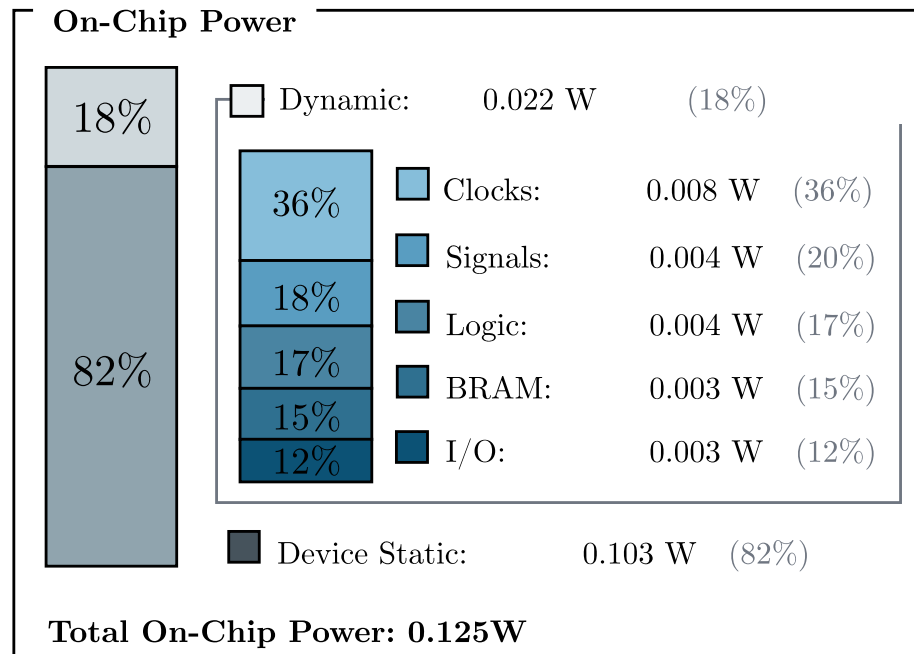 On-Chip Power
18%
82%
Dynamic: 0.022 W (18%)
36%
18%
17%
15%
12%
Clocks: 0.008 W (36%)
Signals: 0.004 W (20%)
Logic: 0.004 W (17%)
BRAM: 0.003 W (15%)
I/O: 0.003 W (12%)
Device Static: 0.103 W (82%)
Total On-Chip Power: 0.125W